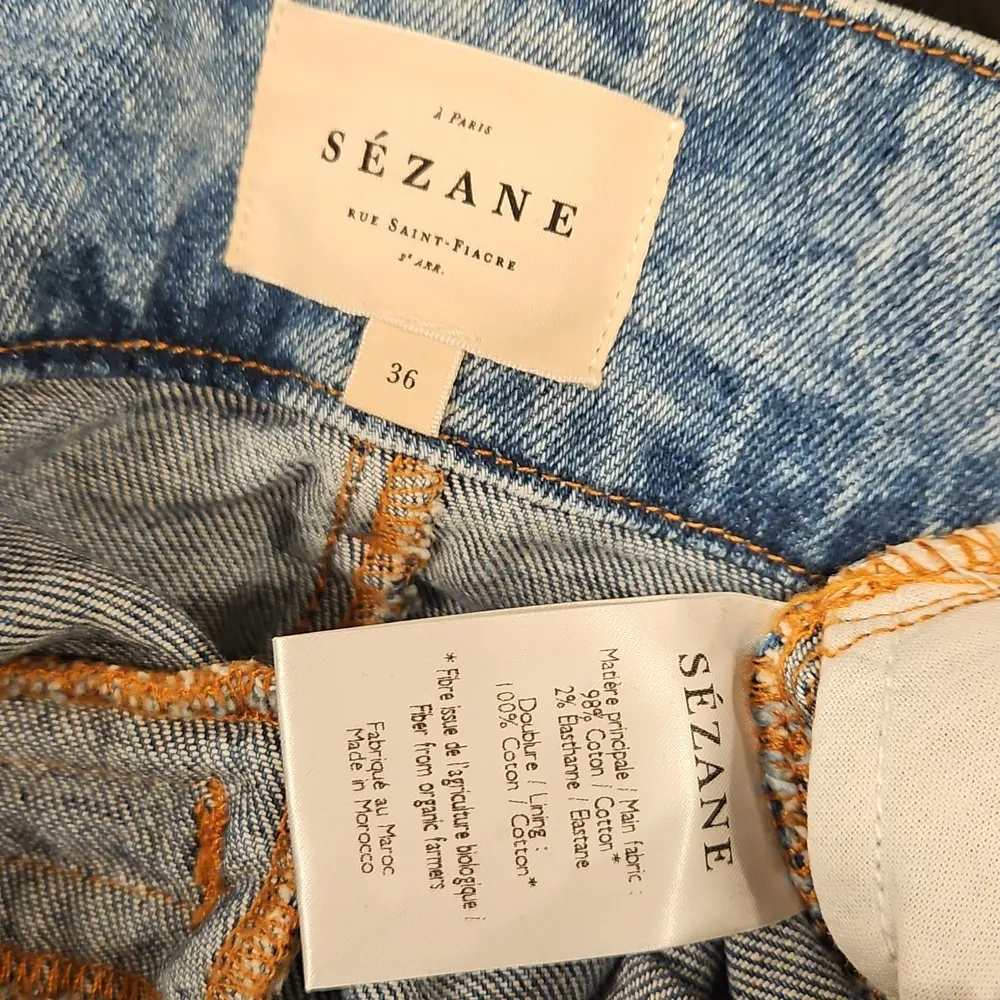 À PARIS
SÉZANE
RUE SAINT-FIACRE
2e ARR.
36
SÉZANE
Matière principale / Main fabric :
98% Coton / Cotton *
2% Elasthanne / Elastane
Doublure / Lining :
100% Coton / Cotton *
* Fibre issue de l'agriculture biologique /
Fiber from organic farmers
Fabriqué au Maroc
Made in Morocco